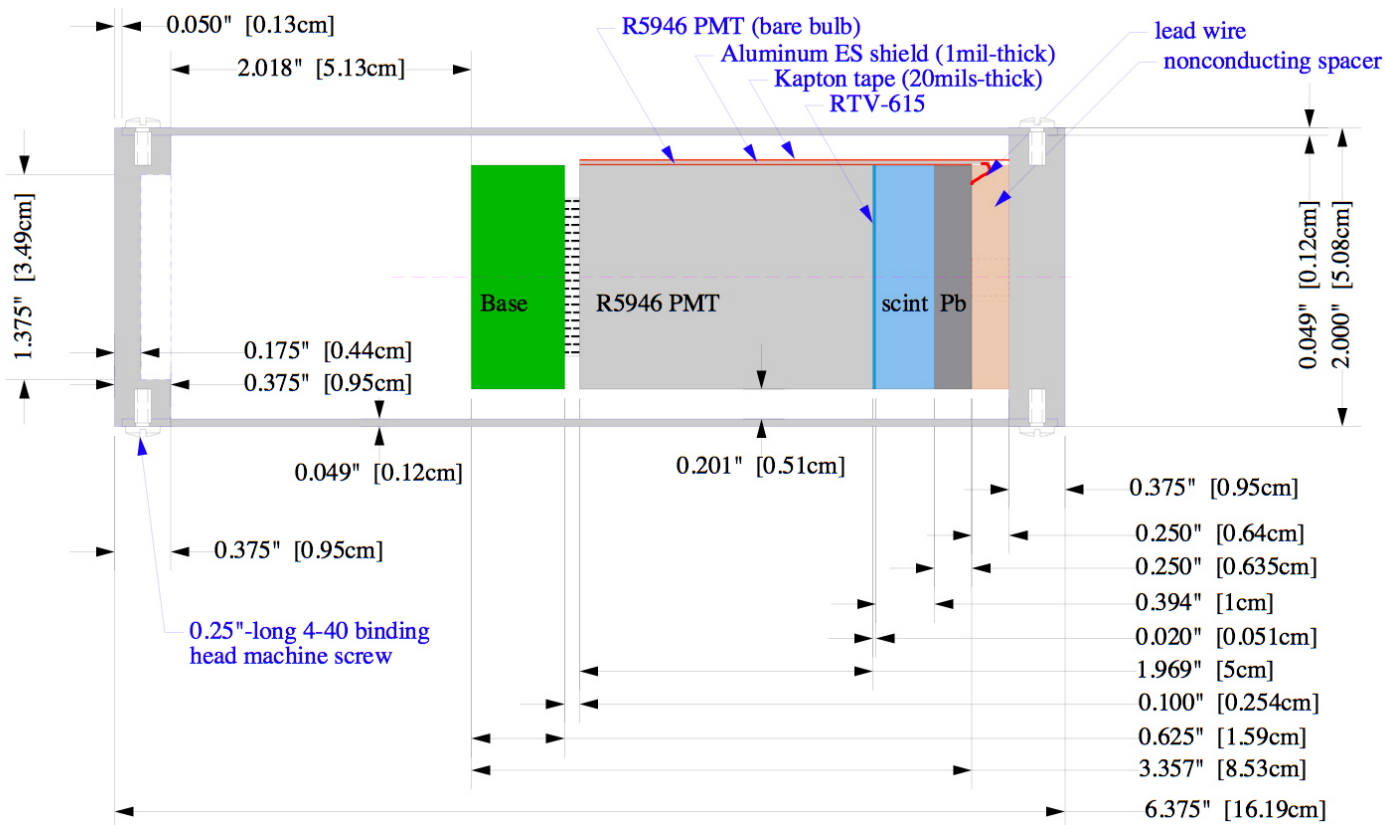 0.050" [0.13cm]
R5946 PMT (bare bulb)
lead wire
Aluminum ES shield (1mil-thick)
nonconducting spacer
2.018" [5.13cm]
Kapton tape (20mils-thick)
RTV-615
1.375" [3.49cm]
0.049" [0.12cm]
2.000" [5.08cm]
Base
R5946 PMT
scint
Pb
0.175" [0.44cm]
0.375" [0.95cm]
0.049" [0.12cm]
0.201" [0.51cm]
0.375" [0.95cm]
0.375" [0.95cm]
0.250" [0.64cm]
0.250" [0.635cm]
0.394" [1cm]
0.25"-long 4-40 binding
head machine screw
0.020" [0.051cm]
1.969" [5cm]
0.100" [0.254cm]
0.625" [1.59cm]
3.357" [8.53cm]
6.375" [16.19cm]